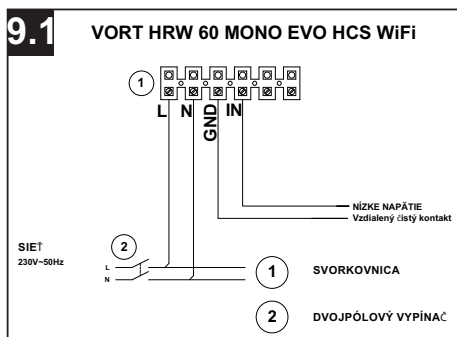 9.1 VORT HRW 60 MONO EVO HCS WiFi
1
L N GND IN
NÍZKE NAPÄTIE
Vzdialený čistý kontakt
SIEŤ
230V~50Hz
2
L
N
1 SVORKOVNICA
2 DVOJPÓLOVÝ VYPÍNAČ